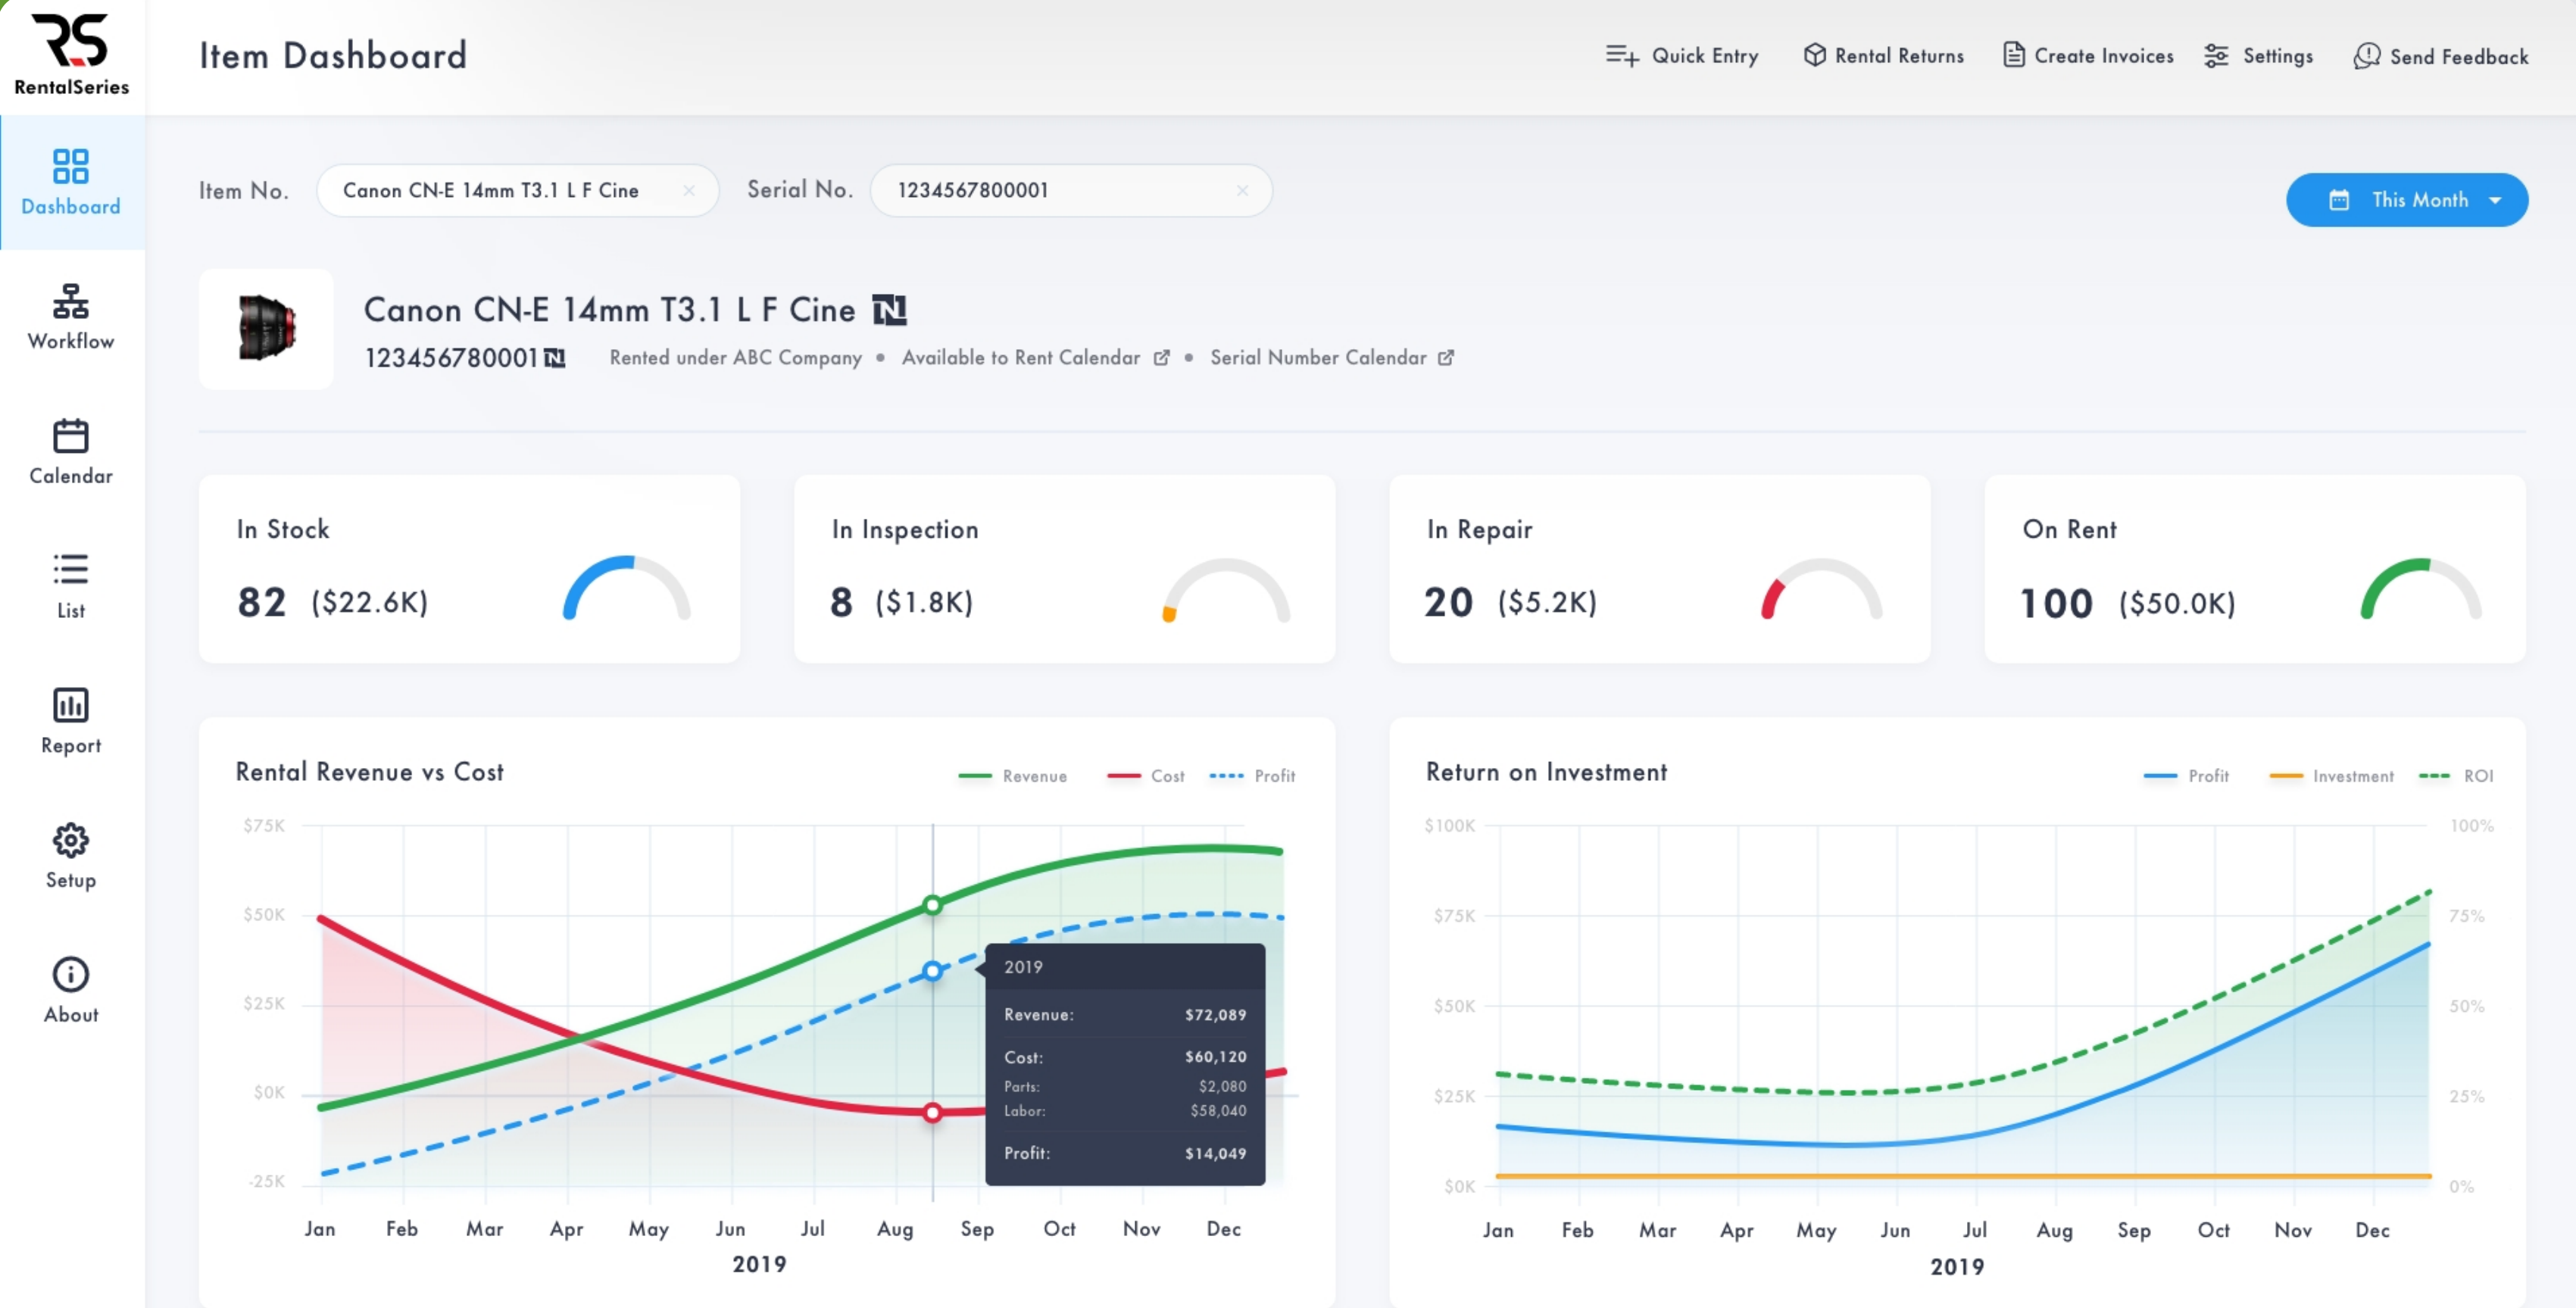 RS
RentalSeries
Item Dashboard
Quick Entry
Rental Returns
Create Invoices
Settings
Send Feedback
Dashboard
Workflow
Calendar
List
Report
Setup
About
Item No.
Canon CN-E 14mm T3.1 L F Cine
Serial No.
1234567800001
This Month
Canon CN-E 14mm T3.1 L F Cine N
123456780001 N
Rented under ABC Company • Available to Rent Calendar • Serial Number Calendar
In Stock
82 ($22.6K)
In Inspection
8 ($1.8K)
In Repair
20 ($5.2K)
On Rent
100 ($50.0K)
Rental Revenue vs Cost
Revenue
Cost
Profit
$75K
$50K
$25K
$0K
-25K
2019
Revenue: $72,089
Cost: $60,120
Parts: $2,080
Labor: $58,040
Profit: $14,049
Jan Feb Mar Apr May Jun Jul Aug Sep Oct Nov Dec
2019
Return on Investment
Profit
Investment
ROI
$100K 100%
$75K 75%
$50K 50%
$25K 25%
$0K 0%
Jan Feb Mar Apr May Jun Jul Aug Sep Oct Nov Dec
2019